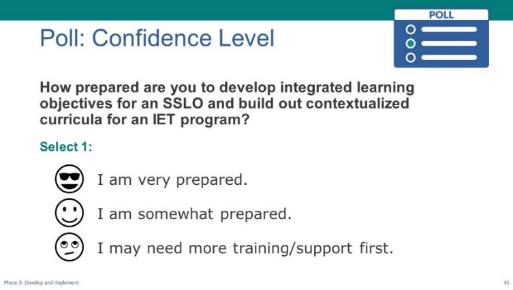 POLL
Poll: Confidence Level
How prepared are you to develop integrated learning
objectives for an SSLO and build out contextualized
curricula for an IET program?
Select 1:
I am very prepared.
I am somewhat prepared.
I may need more training/support first.
Phase 3: Develop and Implement
45